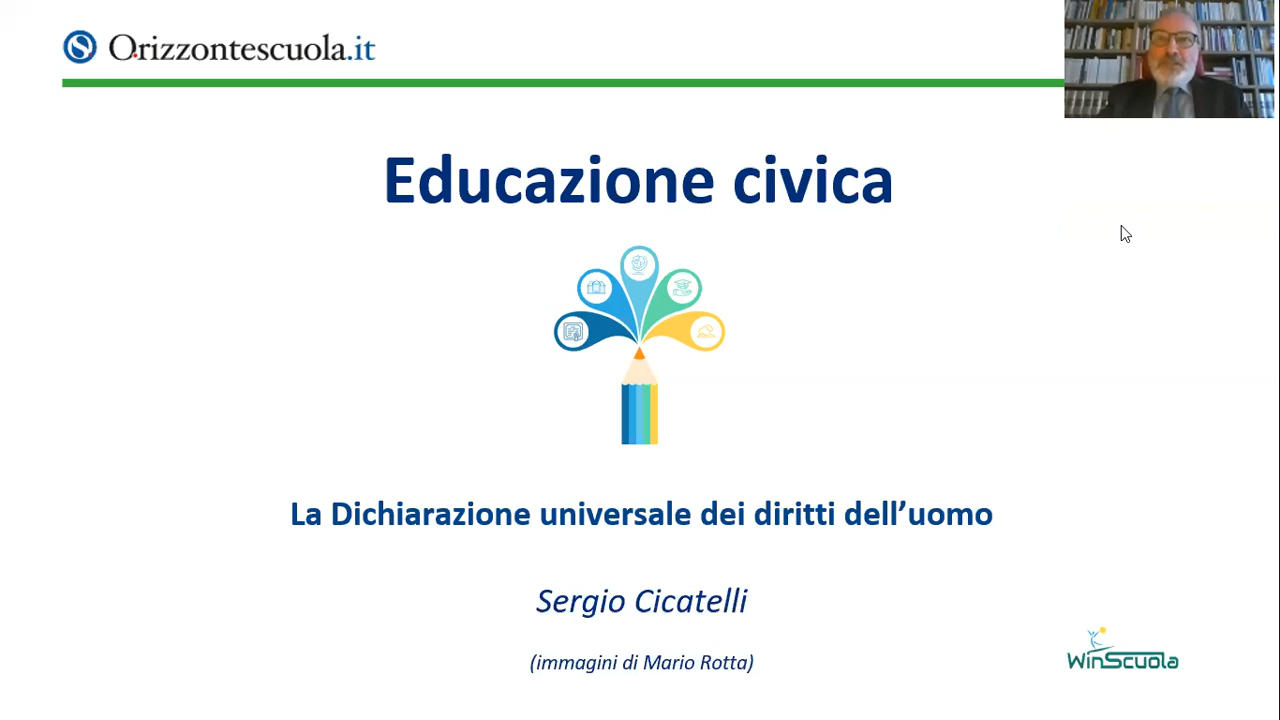 Orizzontescuola.it
Educazione civica
La Dichiarazione universale dei diritti dell’uomo
Sergio Cicatelli
(immagini di Mario Rotta)
WinScuola